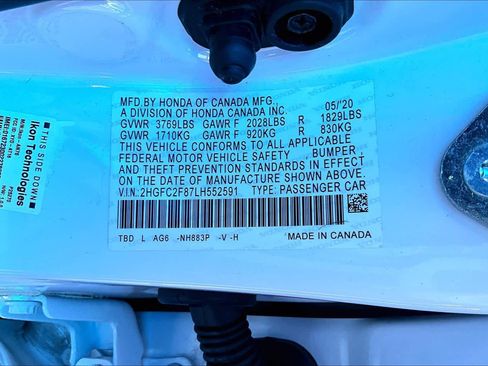 MFD.BY HONDA OF CANADA MFG., 05/'20
A DIVISION OF HONDA CANADA INC.
GVWR 3769LBS GAWR F 2028LBS R 1829LBS
GVWR 1710KG GAWR F 920KG R 830KG
THIS VEHICLE CONFORMS TO ALL APPLICABLE
FEDERAL MOTOR VEHICLE SAFETY , BUMPER ,
AND THEFT PREVENTION STANDARDS IN EFFECT
ON THE DATE OF MANUFACTURE SHOWN ABOVE.
V.I.N: 2HGFC2F87LH552591 TYPE: PASSENGER CAR
TBD L AG6 -NH883P -V -H MADE IN CANADA
THIS SIDE DOWN
Ikon Technologies